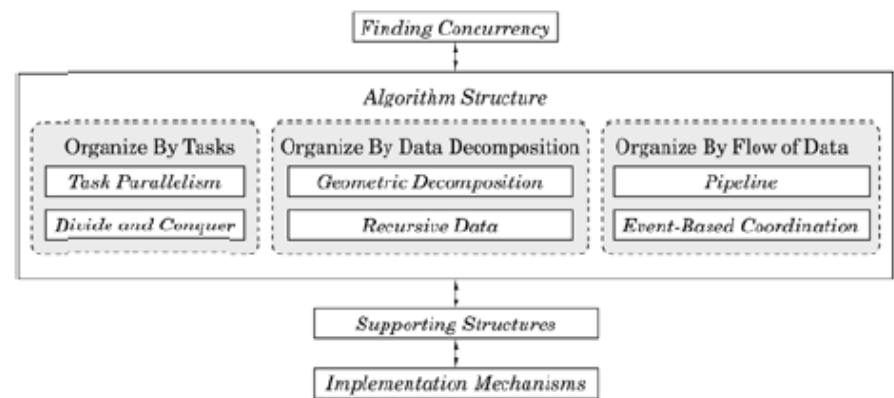 Finding Concurrency
Algorithm Structure
Organize By Tasks
Task Parallelism
Divide and Conquer
Organize By Data Decomposition
Geometric Decomposition
Recursive Data
Organize By Flow of Data
Pipeline
Event-Based Coordination
Supporting Structures
Implementation Mechanisms